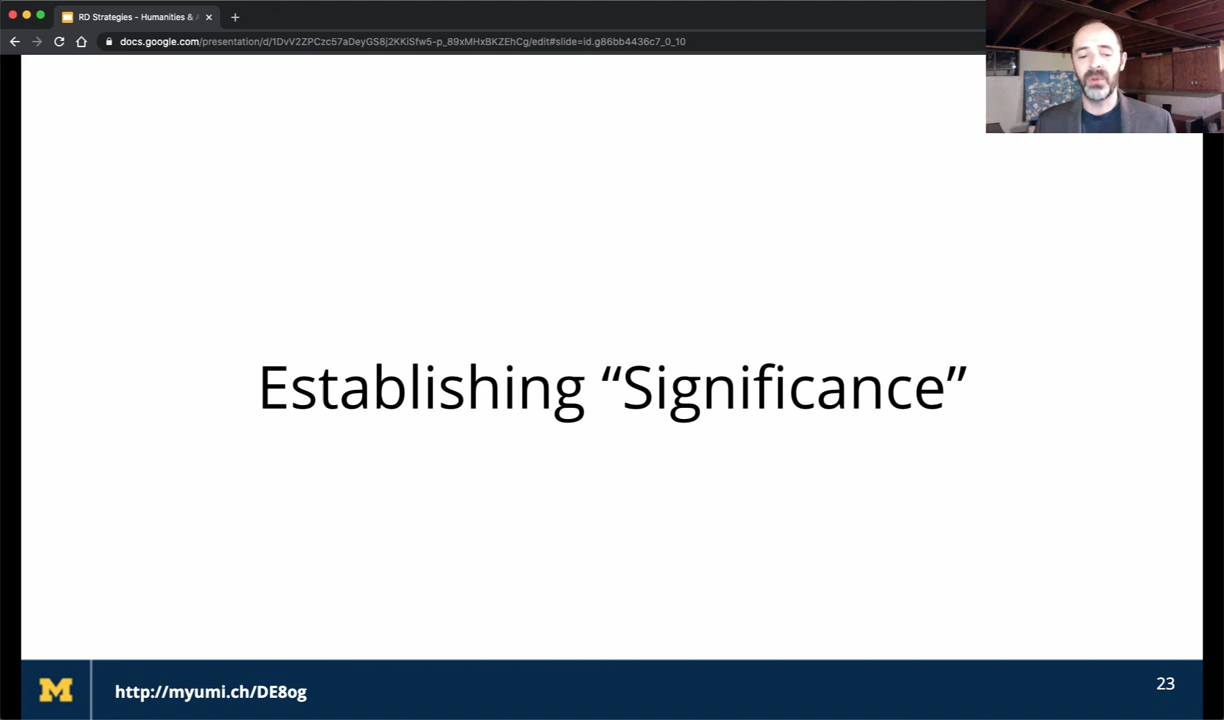 RD Strategies - Humanities & A
docs.google.com/presentation/d/1DvV2ZPCzc57aDeyGS8j2KKiSfw5-p_89xMHxBKZEhCg/edit#slide=id.g86bb4436c7_0_10
Establishing “Significance”
M
http://myumi.ch/DE8og
23